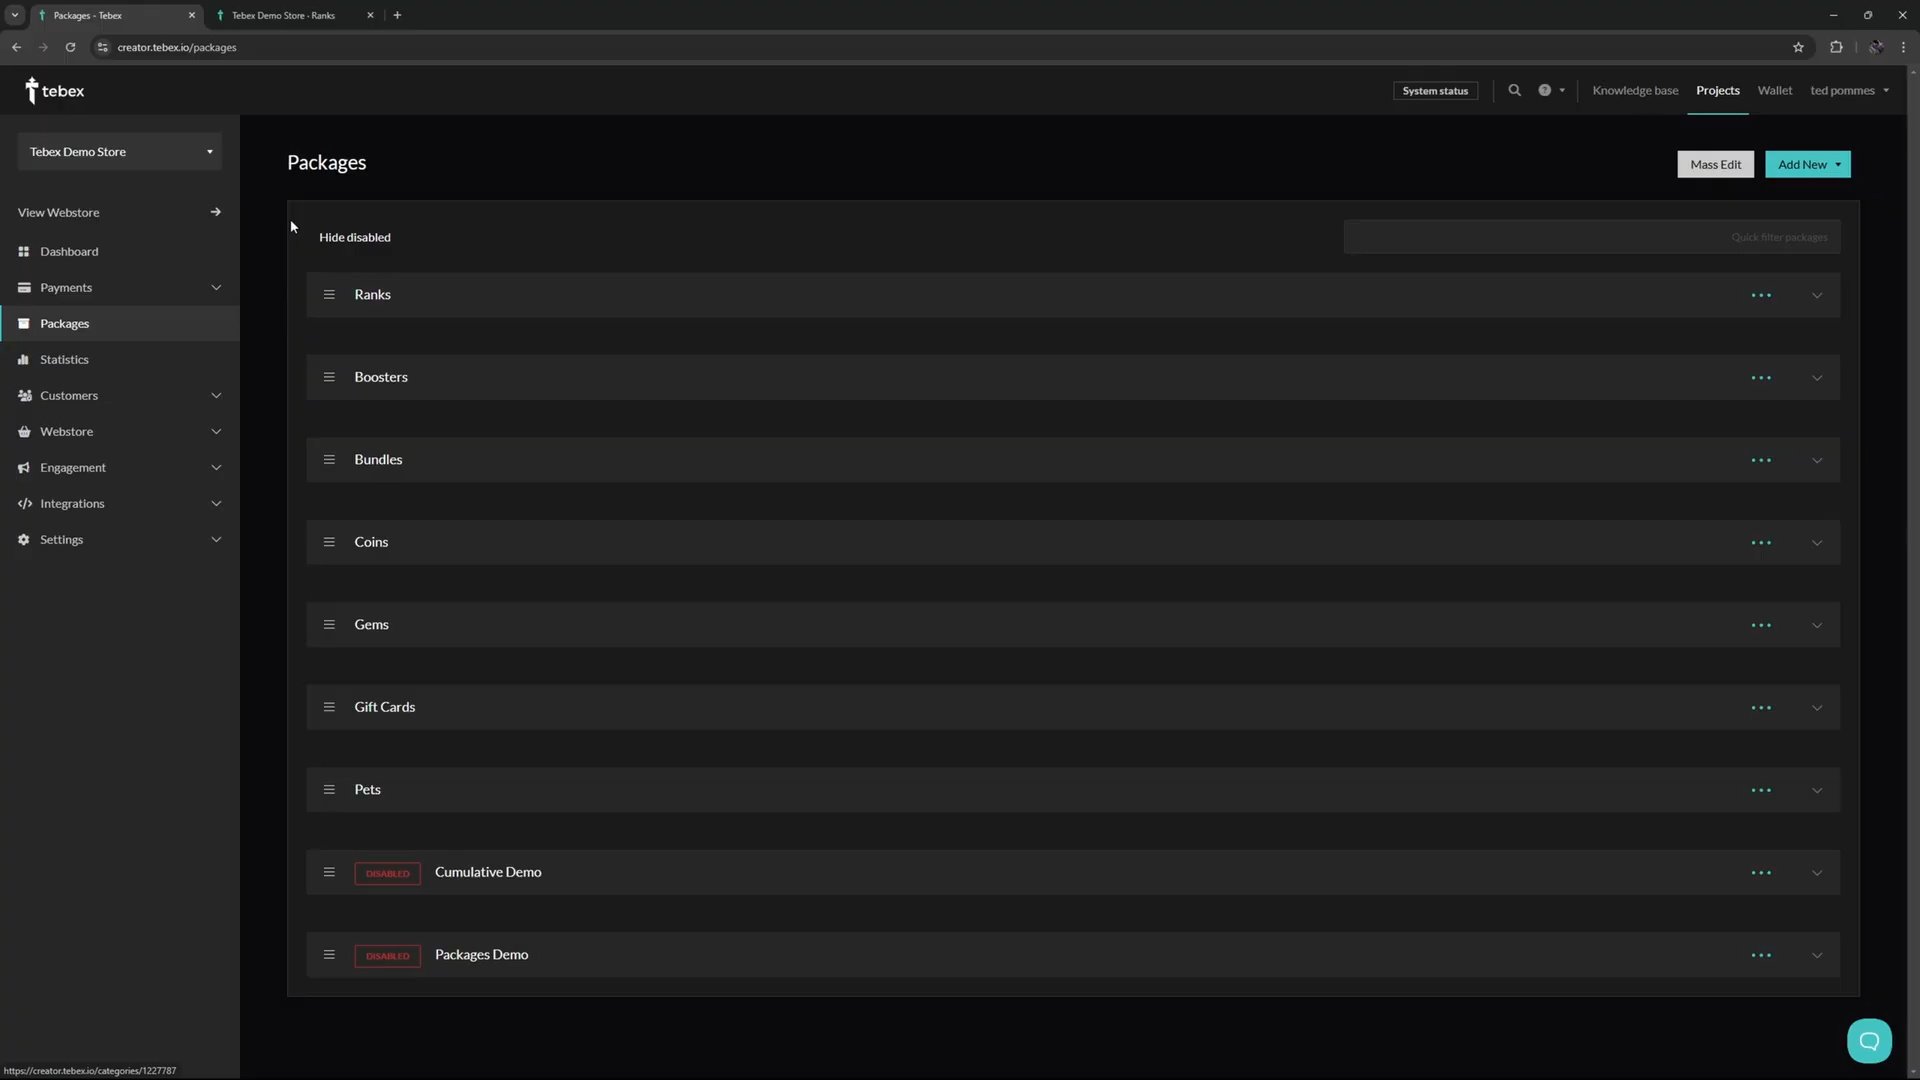 Packages - Tebex
Tebex Demo Store - Ranks
creator.tebex.io/packages
tebex
System status
Knowledge base
Projects
Wallet
ted pommes
Tebex Demo Store
View Webstore
Dashboard
Payments
Packages
Statistics
Customers
Webstore
Engagement
Integrations
Settings
Packages
Mass Edit
Add New
Hide disabled
Quick filter packages
Ranks
Boosters
Bundles
Coins
Gems
Gift Cards
Pets
DISABLED Cumulative Demo
DISABLED Packages Demo
https://creator.tebex.io/categories/1227787